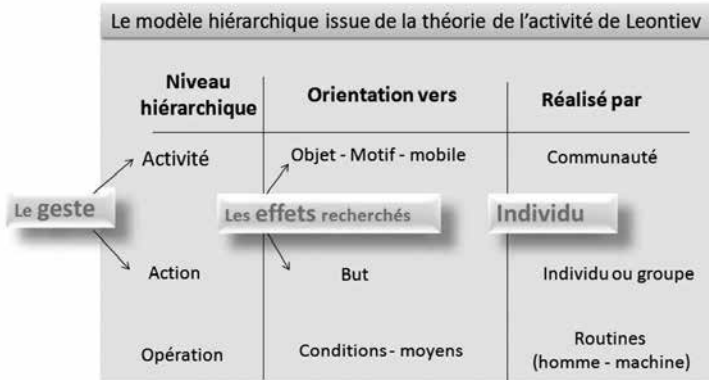 Le modèle hiérarchique issue de la théorie de l'activité de Leontiev
Niveau
hiérarchique
Orientation vers
Réalisé par
Activité
Objet - Motif - mobile
Communauté
Le geste
Les effets recherchés
Individu
Action
But
Individu ou groupe
Opération
Conditions - moyens
Routines
(homme - machine)